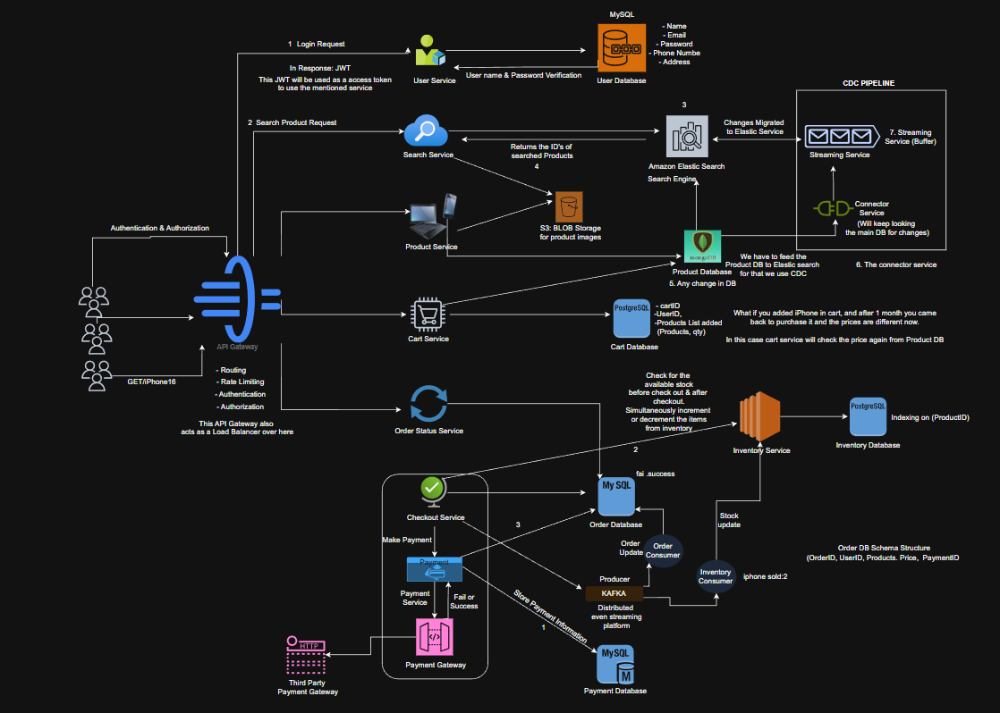 MySQL
- Name
- Email
- Password
- Phone Numbe
- Address
1 Login Request
In Response: JWT
This JWT will be used as a access token
to use the mentioned service
User Service
User name & Password Verification
User Database
CDC PIPELINE
3
2 Search Product Request
Search Service
Returns the ID's of
searched Products
4
Amazon Elastic Search
Search Engine
Changes Migrated
to Elastic Service
Streaming Service
7. Streaming
Service (Buffer)
Connector
Service
(Will keep looking
the main DB for changes)
6. The connector service
Product Service
S3: BLOB Storage
for product images
mongoDB
Product Database
5. Any change in DB
We have to feed the
Product DB to Elastic search
for that we use CDC
Authentication & Authorization
API Gateway
GET/iPhone16
- Routing
- Rate Limiting
- Authentication
- Authorization
This API Gateway also
acts as a Load Balancer over here
Cart Service
PostgreSQL
Cart Database
- cartID
-UserID,
-Products List added
(Products, qty)
What if you added iPhone in cart, and after 1 month you came
back to purchase it and the prices are different now.
In this case cart service will check the price again from Product DB
Order Status Service
Check for the
available stock
before check out & after
checkout.
Simultaneously increment
or decrement the items
from inventory
2
Inventory Service
PostgreSQL
Inventory Database
Indexing on (ProductID)
Checkout Service
fai .success
My SQL
Order Database
3
Make Payment
Payment
Payment
Service
Fail or
Success
Payment Gateway
HTTP
Third Party
Payment Gateway
Order
Update
Order
Consumer
Producer
KAFKA
Distributed
even streaming
platform
Stock
update
Inventory
Consumer
iphone sold:2
Order DB Schema Structure
(OrderID, UserID, Products. Price, PaymentID
Store Payment Information
1
MySQL
M
Payment Database